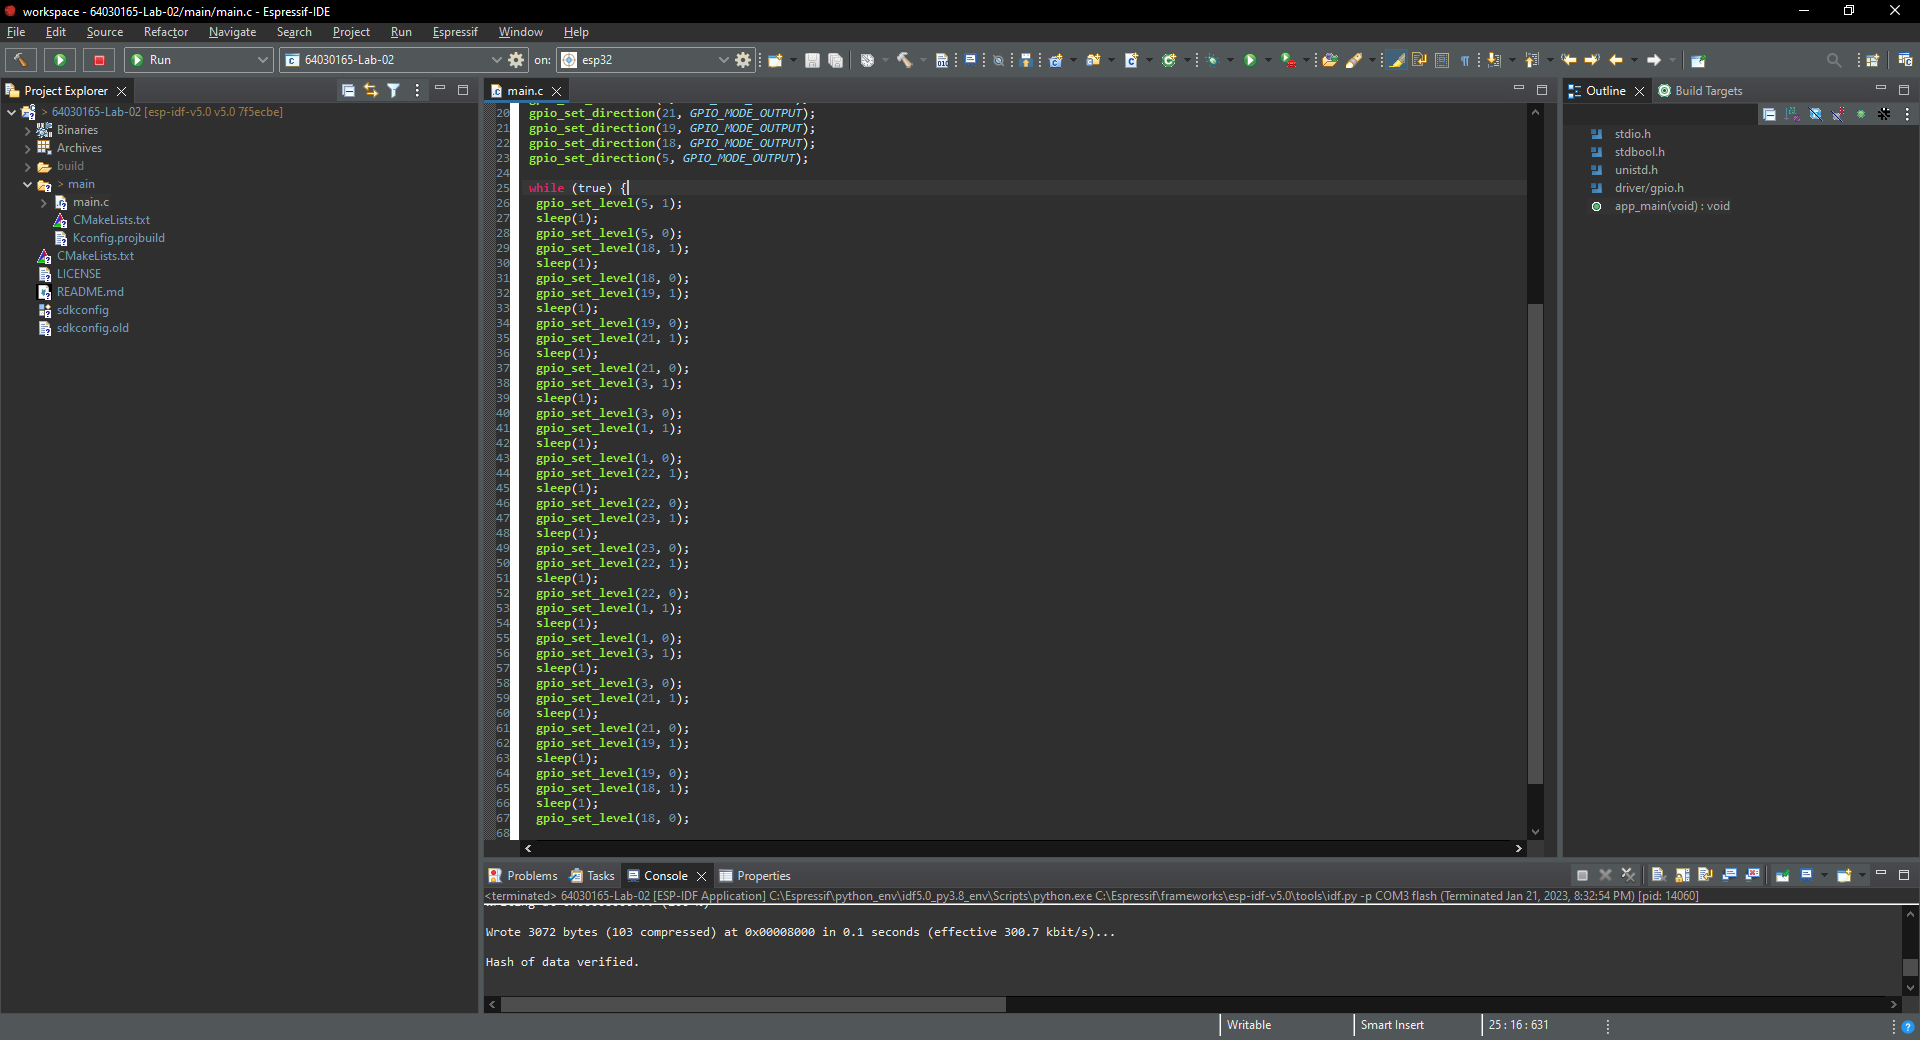 workspace - 64030165-Lab-02/main/main.c - Espressif-IDE
File Edit Source Refactor Navigate Search Project Run Espressif Window Help
Run 64030165-Lab-02 on: esp32
Project Explorer
> 64030165-Lab-02 [esp-idf-v5.0 v5.0 7f5ecbe]
Binaries
Archives
build
> main
main.c
CMakeLists.txt
Kconfig.projbuild
CMakeLists.txt
LICENSE
README.md
sdkconfig
sdkconfig.old
main.c
20 gpio_set_direction(21, GPIO_MODE_OUTPUT);
21 gpio_set_direction(19, GPIO_MODE_OUTPUT);
22 gpio_set_direction(18, GPIO_MODE_OUTPUT);
23 gpio_set_direction(5, GPIO_MODE_OUTPUT);
24
25 while (true) {
26 gpio_set_level(5, 1);
27 sleep(1);
28 gpio_set_level(5, 0);
29 gpio_set_level(18, 1);
30 sleep(1);
31 gpio_set_level(18, 0);
32 gpio_set_level(19, 1);
33 sleep(1);
34 gpio_set_level(19, 0);
35 gpio_set_level(21, 1);
36 sleep(1);
37 gpio_set_level(21, 0);
38 gpio_set_level(3, 1);
39 sleep(1);
40 gpio_set_level(3, 0);
41 gpio_set_level(1, 1);
42 sleep(1);
43 gpio_set_level(1, 0);
44 gpio_set_level(22, 1);
45 sleep(1);
46 gpio_set_level(22, 0);
47 gpio_set_level(23, 1);
48 sleep(1);
49 gpio_set_level(23, 0);
50 gpio_set_level(22, 1);
51 sleep(1);
52 gpio_set_level(22, 0);
53 gpio_set_level(1, 1);
54 sleep(1);
55 gpio_set_level(1, 0);
56 gpio_set_level(3, 1);
57 sleep(1);
58 gpio_set_level(3, 0);
59 gpio_set_level(21, 1);
60 sleep(1);
61 gpio_set_level(21, 0);
62 gpio_set_level(19, 1);
63 sleep(1);
64 gpio_set_level(19, 0);
65 gpio_set_level(18, 1);
66 sleep(1);
67 gpio_set_level(18, 0);
68
Outline Build Targets
stdio.h
stdbool.h
unistd.h
driver/gpio.h
app_main(void) : void
Problems Tasks Console Properties
<terminated> 64030165-Lab-02 [ESP-IDF Application] C:\Espressif\python_env\idf5.0_py3.8_env\Scripts\python.exe C:\Espressif\frameworks\esp-idf-v5.0\tools\idf.py -p COM3 flash (Terminated Jan 21, 2023, 8:32:54 PM) [pid: 14060]
Wrote 3072 bytes (103 compressed) at 0x00008000 in 0.1 seconds (effective 300.7 kbit/s)...
Hash of data verified.
Writable Smart Insert 25 : 16 : 631